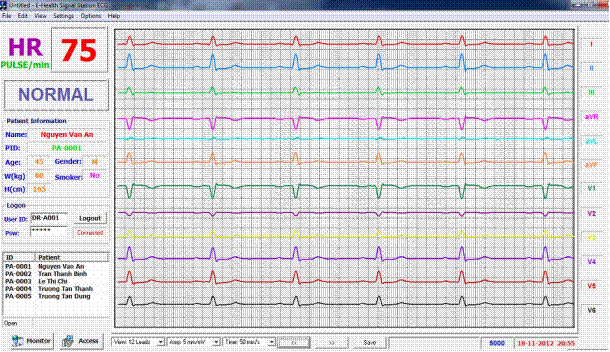 Untitled - E-Health Signal Station ECG
File Edit View Settings Options Help
HR 75
PULSE/min
NORMAL
Patient Information
Name: Nguyen Van An
PID: PA-0001
Age: 45 Gender: M
W(kg) 60 Smoker: No
H(cm) 165
Logon
User ID: DR-A001 Logout
Psw: ***** Connected
ID Patient
PA-0001 Nguyen Van An
PA-0002 Tran Thanh Binh
PA-0003 Le Thi Chi
PA-0004 Truong Tan Thanh
PA-0005 Truong Tan Dung
Open
Monitor Access
I
II
III
aVR
aVL
aVF
V1
V2
V3
V4
V5
V6
View: 12 Leads Amp: 5 mm/mV Time: 50 mm/s << >> Save 5000 18-11-2012 20:55